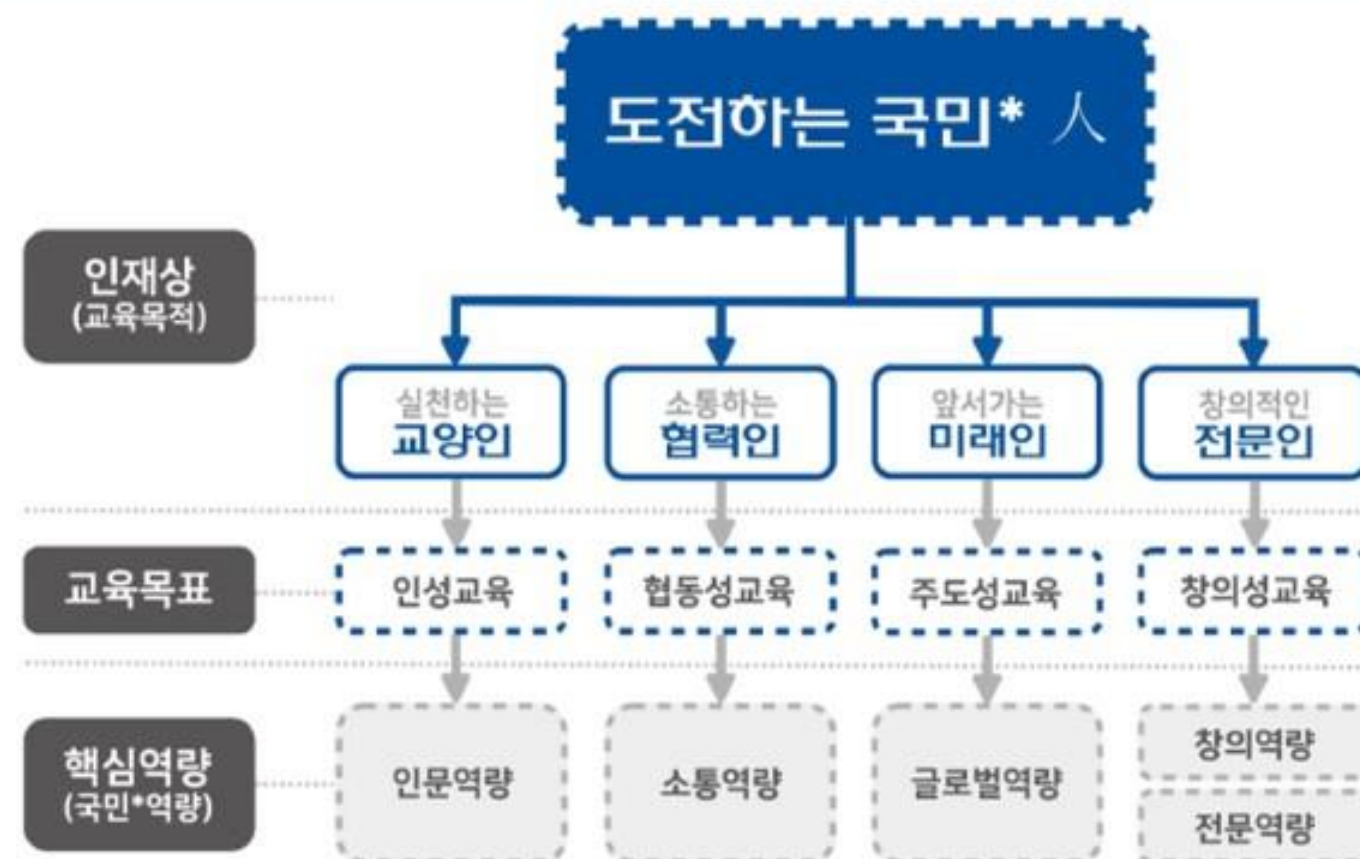 도전하는 국민* 人
인재상
(교육목적)
실천하는
교양인
소통하는
협력인
앞서가는
미래인
창의적인
전문인
교육목표
인성교육
협동성교육
주도성교육
창의성교육
핵심역량
(국민*역량)
인문역량
소통역량
글로벌역량
창의역량
전문역량